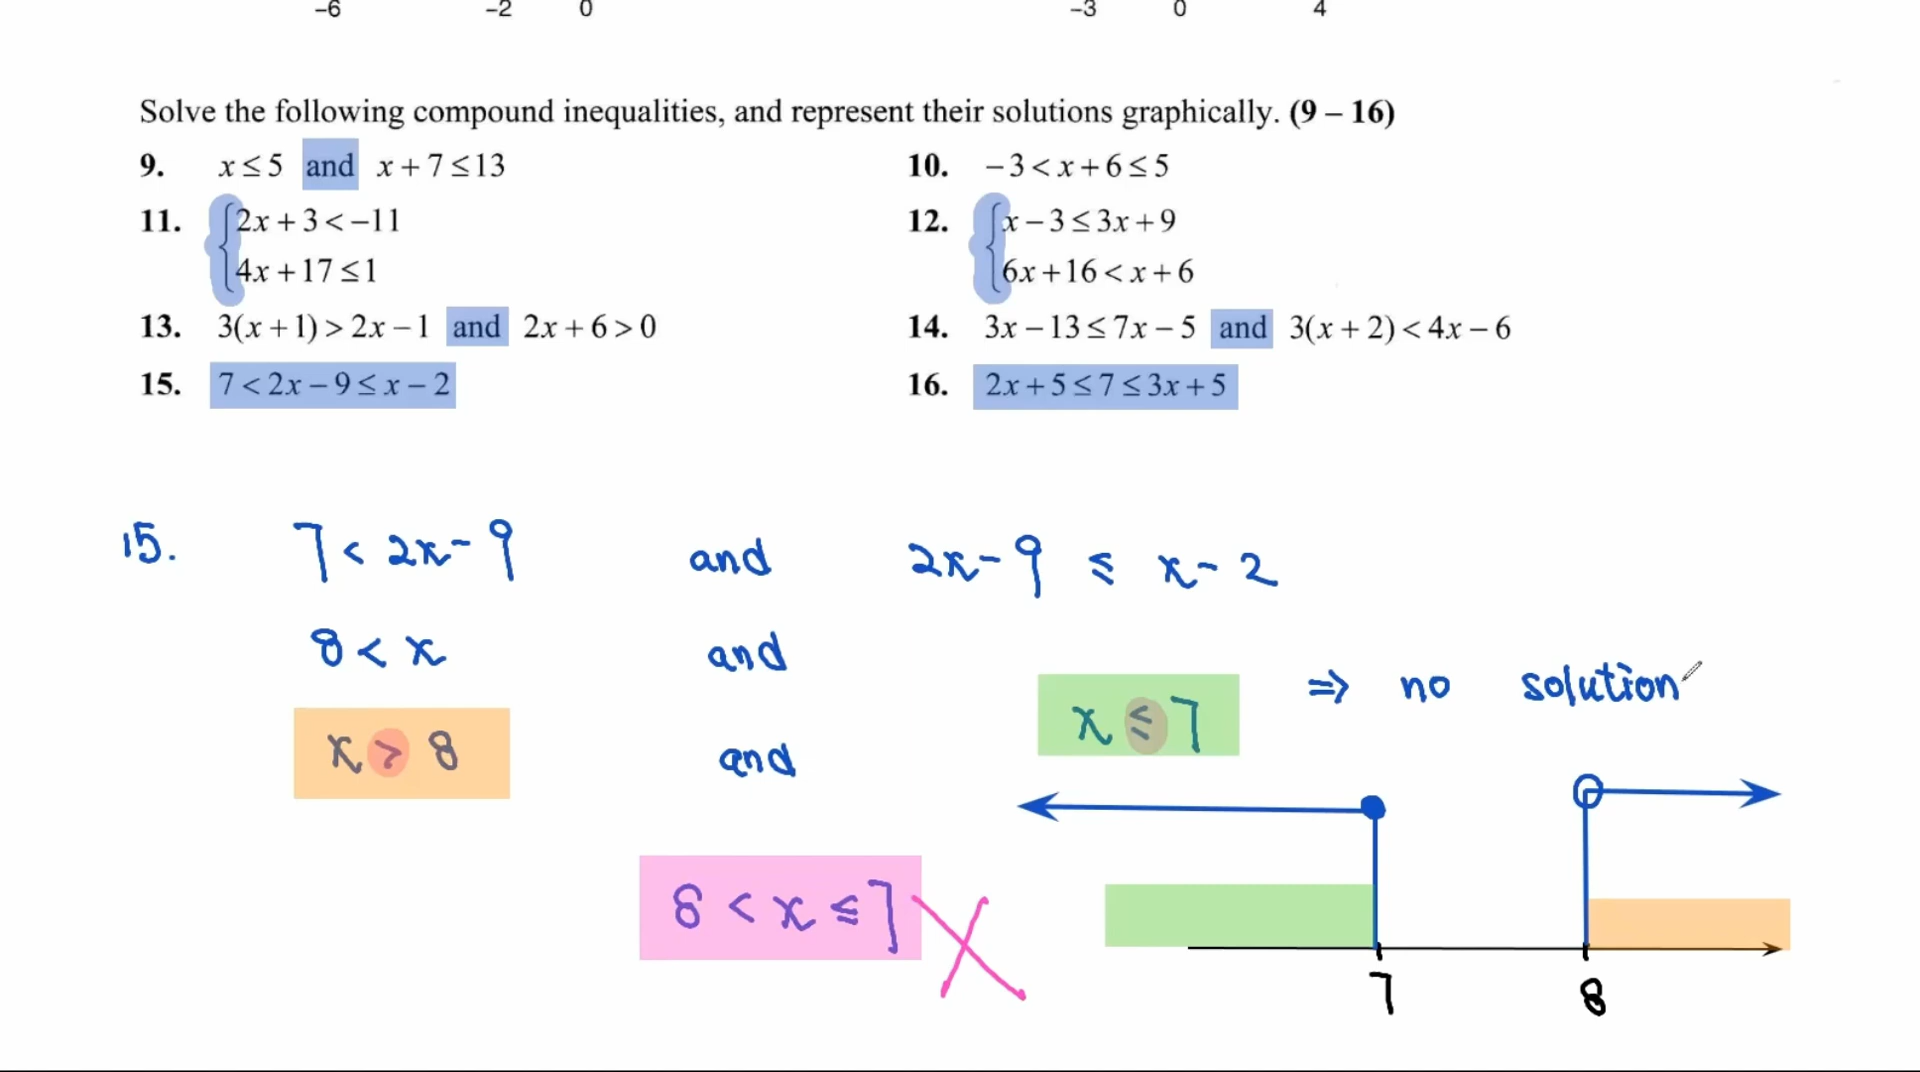 −6 −2 0 −3 0 4
Solve the following compound inequalities, and represent their solutions graphically. (9 – 16)
9. x ≤ 5 and x + 7 ≤ 13
10. −3 < x + 6 ≤ 5
11. { 2x + 3 < −11
4x + 17 ≤ 1
12. { x − 3 ≤ 3x + 9
6x + 16 < x + 6
13. 3(x + 1) > 2x − 1 and 2x + 6 > 0
14. 3x − 13 ≤ 7x − 5 and 3(x + 2) < 4x − 6
15. 7 < 2x − 9 ≤ x − 2
16. 2x + 5 ≤ 7 ≤ 3x + 5
15. 7 < 2x − 9 and 2x − 9 ≤ x − 2
8 < x and
x ≤ 7 ⇒ no solution
x > 8 and
8 < x ≤ 7
7 8